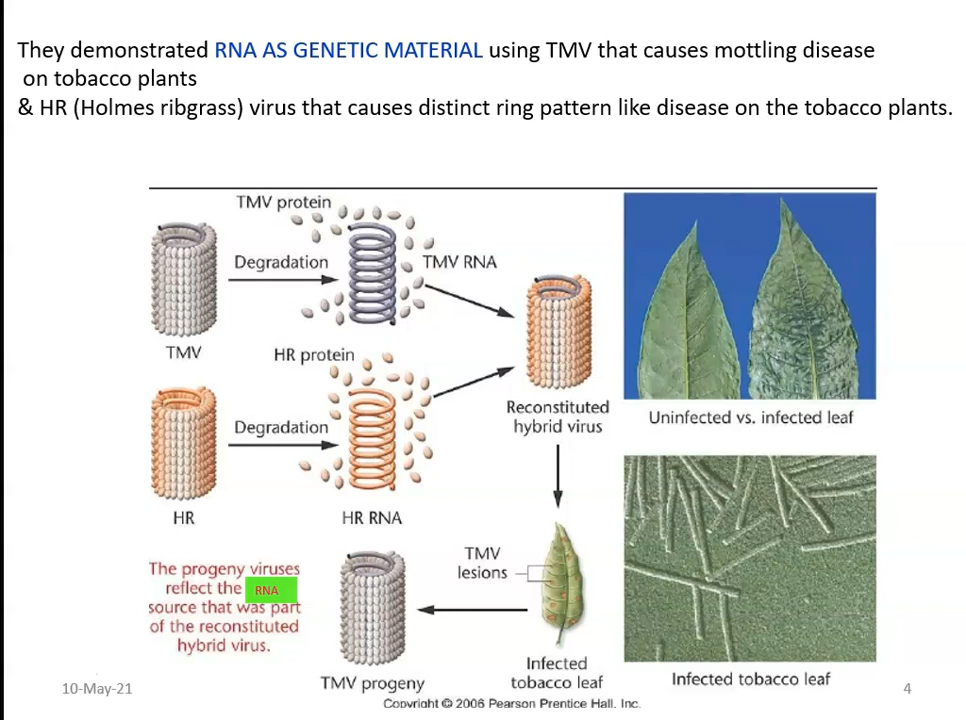 They demonstrated RNA AS GENETIC MATERIAL using TMV that causes mottling disease
on tobacco plants
& HR (Holmes ribgrass) virus that causes distinct ring pattern like disease on the tobacco plants.
TMV protein
Degradation
TMV RNA
TMV
HR protein
Degradation
HR
HR RNA
Reconstituted
hybrid virus
Uninfected vs. infected leaf
TMV
lesions
The progeny viruses
reflect the RNA
source that was part
of the reconstituted
hybrid virus.
TMV progeny
Infected
tobacco leaf
Infected tobacco leaf
10-May-21
4
Copyright © 2006 Pearson Prentice Hall, Inc.